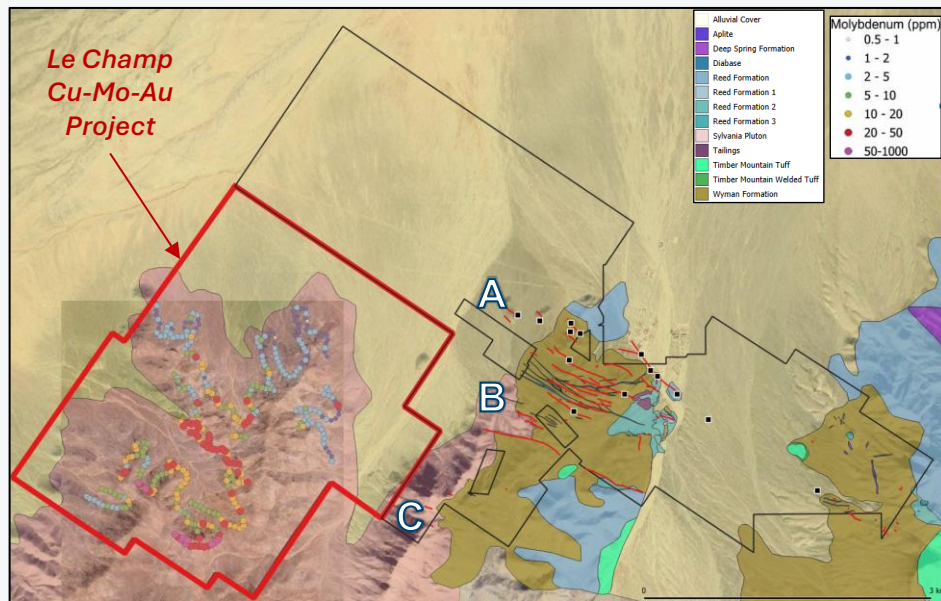 Le Champ
Cu-Mo-Au
Project
Alluvial Cover
Aplite
Deep Spring Formation
Diabase
Reed Formation
Reed Formation 1
Reed Formation 2
Reed Formation 3
Sylvania Pluton
Tailings
Timber Mountain Tuff
Timber Mountain Welded Tuff
Wyman Formation
Molybdenum (ppm)
0.5 - 1
1 - 2
2 - 5
5 - 10
10 - 20
20 - 50
50-1000
A
B
C
0 3 k